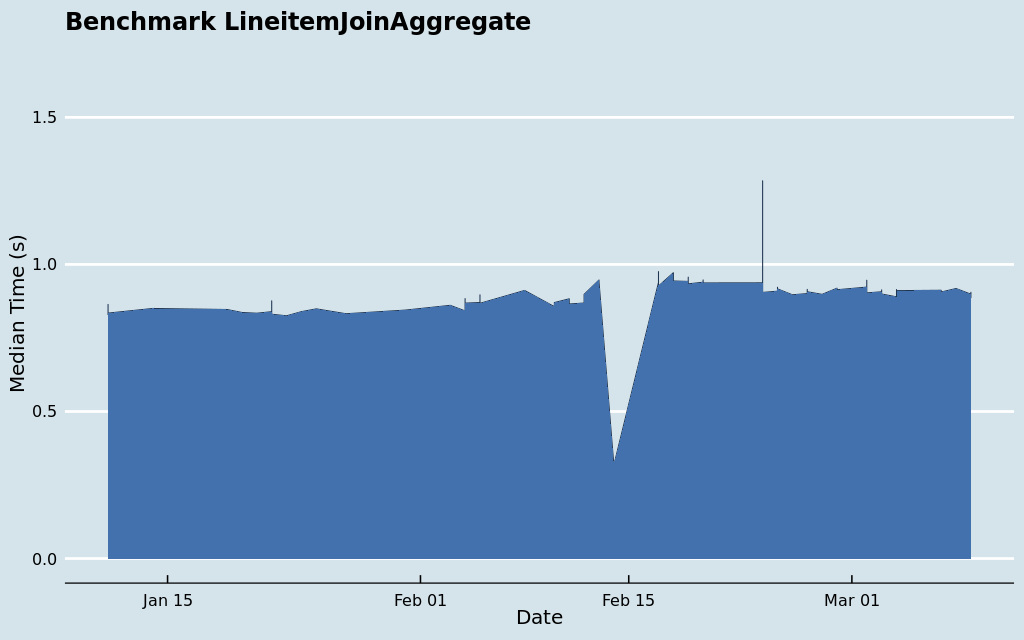 Benchmark LineitemJoinAggregate
Median Time (s)
1.5
1.0
0.5
0.0
Jan 15
Feb 01
Feb 15
Mar 01
Date